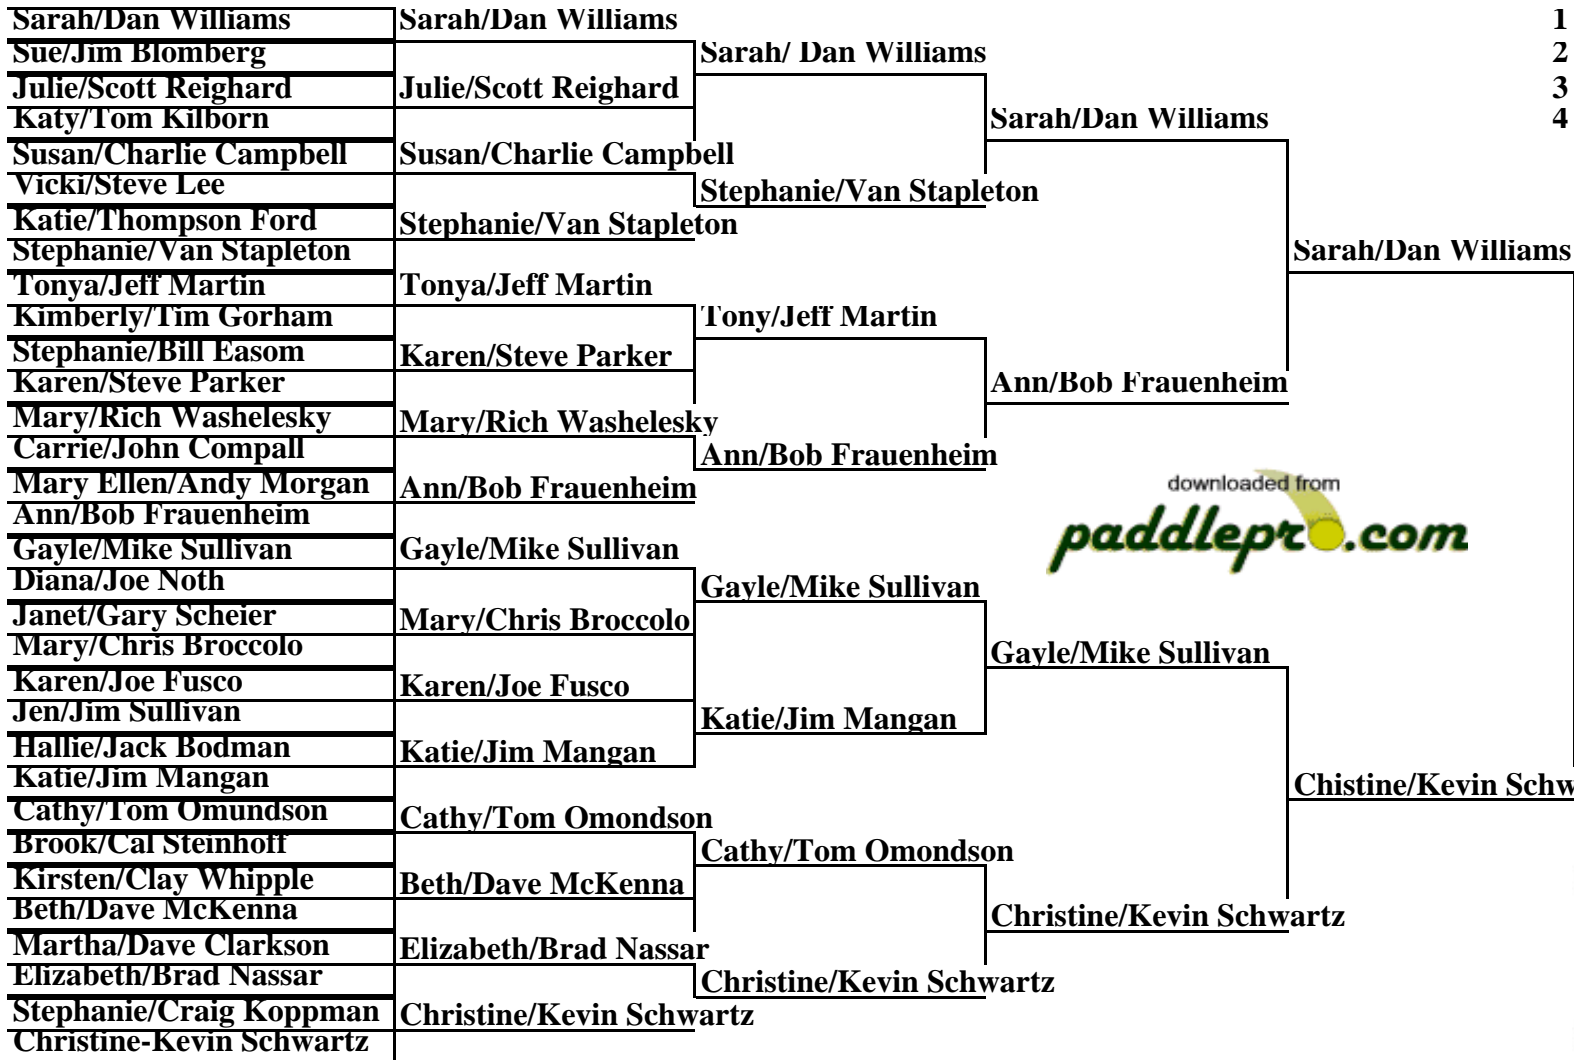 Sarah/Dan Williams
Sue/Jim Blomberg
Julie/Scott Reighard
Katy/Tom Kilborn
Susan/Charlie Campbell
Vicki/Steve Lee
Katie/Thompson Ford
Stephanie/Van Stapleton
Tonya/Jeff Martin
Kimberly/Tim Gorham
Stephanie/Bill Easom
Karen/Steve Parker
Mary/Rich Washelesky
Carrie/John Compall
Mary Ellen/Andy Morgan
Ann/Bob Frauenheim
Gayle/Mike Sullivan
Diana/Joe Noth
Janet/Gary Scheier
Mary/Chris Broccolo
Karen/Joe Fusco
Jen/Jim Sullivan
Hallie/Jack Bodman
Katie/Jim Mangan
Cathy/Tom Omundson
Brook/Cal Steinhoff
Kirsten/Clay Whipple
Beth/Dave McKenna
Martha/Dave Clarkson
Elizabeth/Brad Nassar
Stephanie/Craig Koppman
Christine-Kevin Schwartz
Sarah/Dan Williams
Julie/Scott Reighard
Susan/Charlie Campbell
Stephanie/Van Stapleton
Tonya/Jeff Martin
Karen/Steve Parker
Mary/Rich Washelesky
Ann/Bob Frauenheim
Gayle/Mike Sullivan
Mary/Chris Broccolo
Karen/Joe Fusco
Katie/Jim Mangan
Cathy/Tom Omondson
Beth/Dave McKenna
Elizabeth/Brad Nassar
Christine/Kevin Schwartz
Sarah/ Dan Williams
Stephanie/Van Stapleton
Tony/Jeff Martin
Ann/Bob Frauenheim
Gayle/Mike Sullivan
Katie/Jim Mangan
Cathy/Tom Omondson
Christine/Kevin Schwartz
Sarah/Dan Williams
Ann/Bob Frauenheim
Gayle/Mike Sullivan
Christine/Kevin Schwartz
Sarah/Dan Williams
Chistine/Kevin Schw
1
2
3
4
downloaded from
paddlepro.com